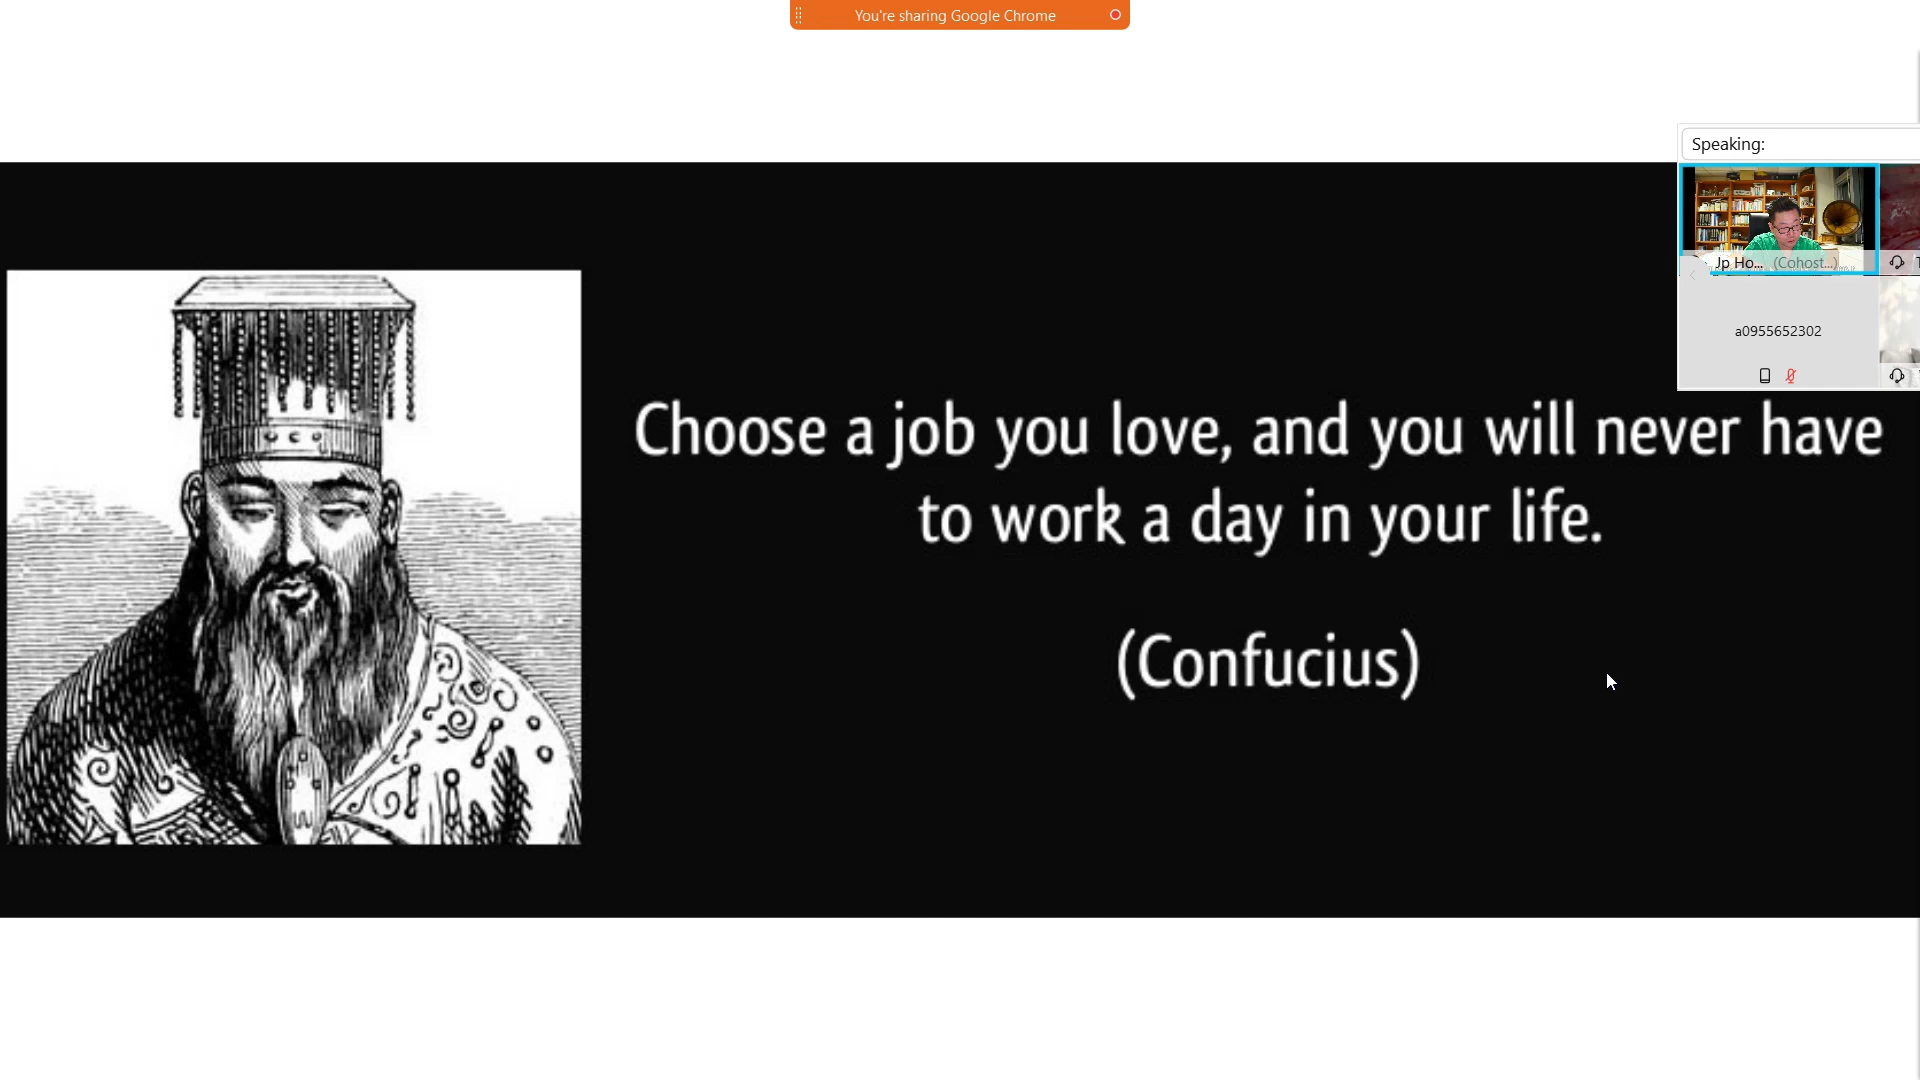 You're sharing Google Chrome
Speaking:
Jp Ho... (Cohost...)
a0955652302
Choose a job you love, and you will never have
to work a day in your life.
(Confucius)